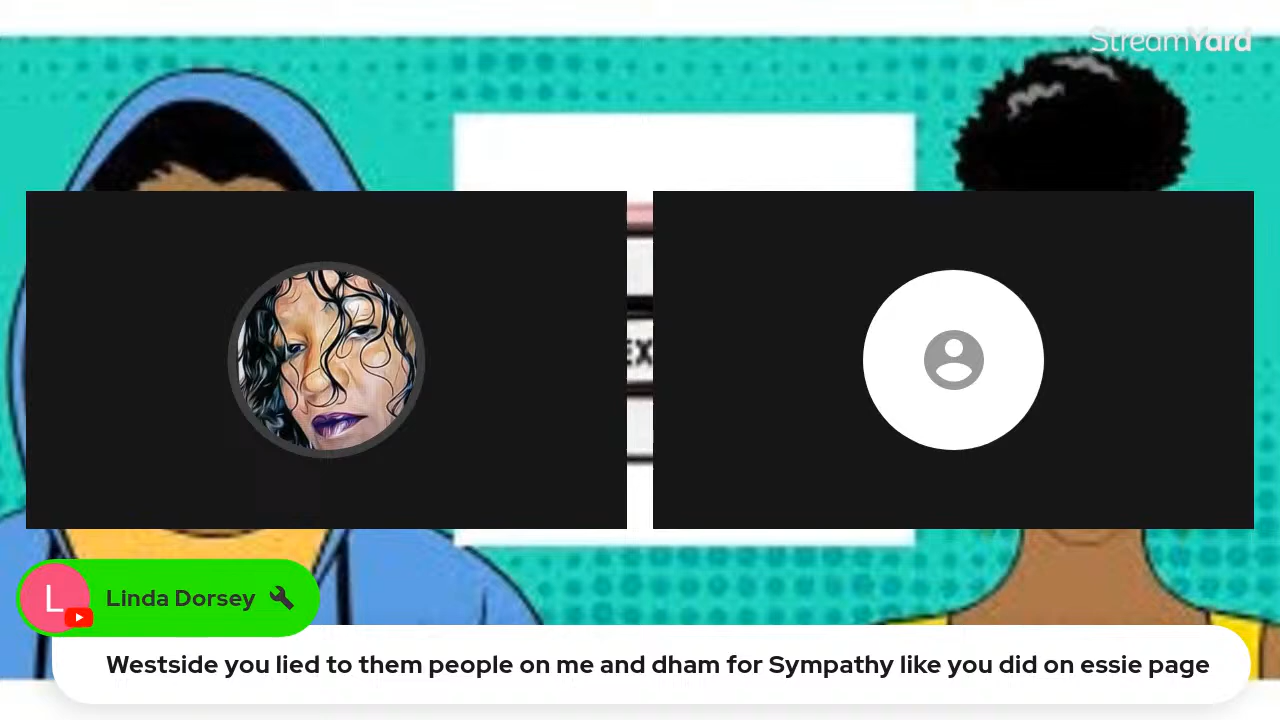 StreamYard
EX
L
Linda Dorsey
Westside you lied to them people on me and dham for Sympathy like you did on essie page